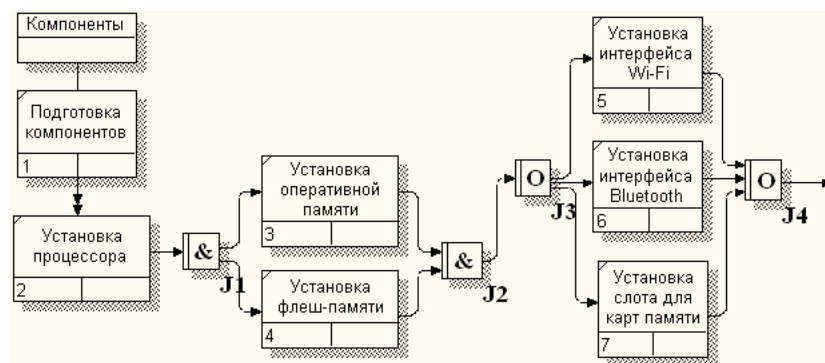 Компоненты
Подготовка
компонентов
1
Установка
процессора
2
&
J1
Установка
оперативной
памяти
3
Установка
флеш-памяти
4
&
J2
O
J3
Установка
интерфейса
Wi-Fi
5
Установка
интерфейса
Bluetooth
6
Установка
слота для
карт памяти
7
O
J4